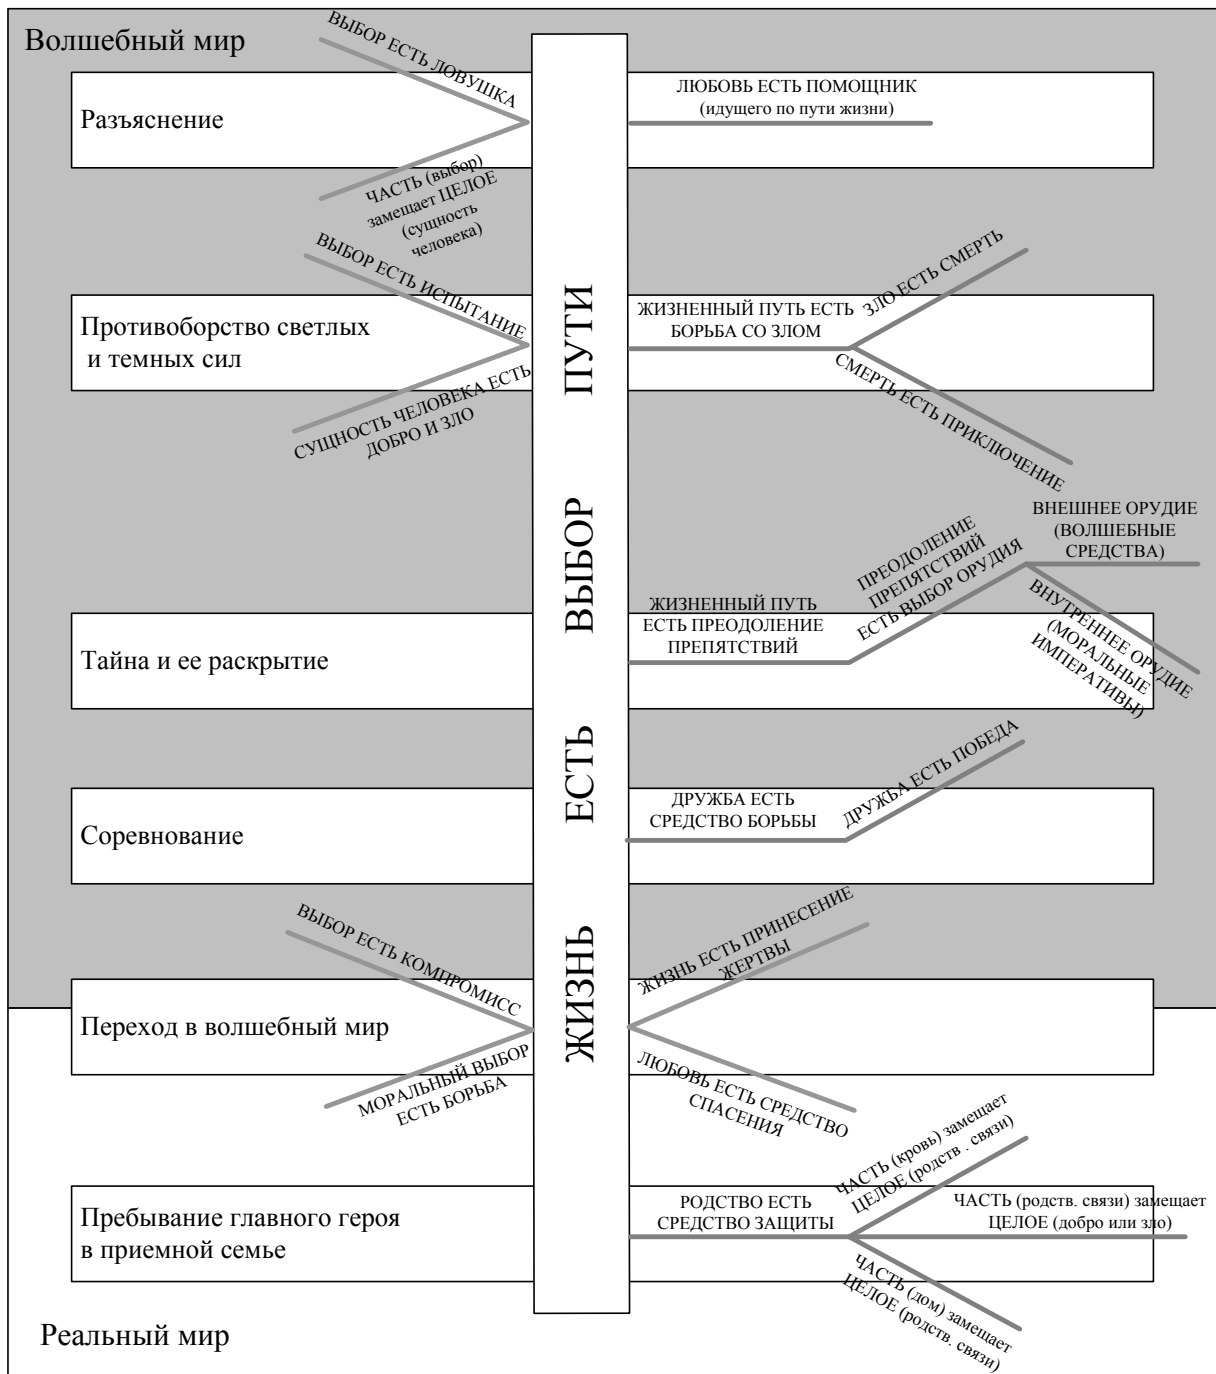 Волшебный мир
ВЫБОР ЕСТЬ ЛОВУШКА
Разъяснение
ЧАСТЬ (выбор)
замещает ЦЕЛОЕ
(сущность
человека)
ЛЮБОВЬ ЕСТЬ ПОМОЩНИК
(идущего по пути жизни)
ВЫБОР ЕСТЬ ИСПЫТАНИЕ
Противоборство светлых
и темных сил
СУЩНОСТЬ ЧЕЛОВЕКА ЕСТЬ
ДОБРО И ЗЛО
ЖИЗНЕННЫЙ ПУТЬ ЕСТЬ
БОРЬБА СО ЗЛОМ
ЗЛО ЕСТЬ СМЕРТЬ
СМЕРТЬ ЕСТЬ ПРИКЛЮЧЕНИЕ
Тайна и ее раскрытие
ЖИЗНЕННЫЙ ПУТЬ
ЕСТЬ ПРЕОДОЛЕНИЕ
ПРЕПЯТСТВИЙ
ПРЕОДОЛЕНИЕ
ПРЕПЯТСТВИЙ
ЕСТЬ ВЫБОР ОРУДИЯ
ВНЕШНЕЕ ОРУДИЕ
(ВОЛШЕБНЫЕ
СРЕДСТВА)
ВНУТРЕННЕЕ ОРУДИЕ
(МОРАЛЬНЫЕ
ИМПЕРАТИВЫ)
Соревнование
ДРУЖБА ЕСТЬ
СРЕДСТВО БОРЬБЫ
ДРУЖБА ЕСТЬ ПОБЕДА
ВЫБОР ЕСТЬ КОМПРОМИСС
Переход в волшебный мир
МОРАЛЬНЫЙ ВЫБОР
ЕСТЬ БОРЬБА
ЖИЗНЬ ЕСТЬ ПРИНЕСЕНИЕ
ЖЕРТВЫ
ЛЮБОВЬ ЕСТЬ СРЕДСТВО
СПАСЕНИЯ
Пребывание главного героя
в приемной семье
РОДСТВО ЕСТЬ
СРЕДСТВО ЗАЩИТЫ
ЧАСТЬ (кровь) замещает
ЦЕЛОЕ (родств . связи)
ЧАСТЬ (родств. связи) замещает
ЦЕЛОЕ (добро или зло)
ЧАСТЬ (дом) замещает
ЦЕЛОЕ (родств. связи)
ЖИЗНЬ ЕСТЬ ВЫБОР ПУТИ
Реальный мир